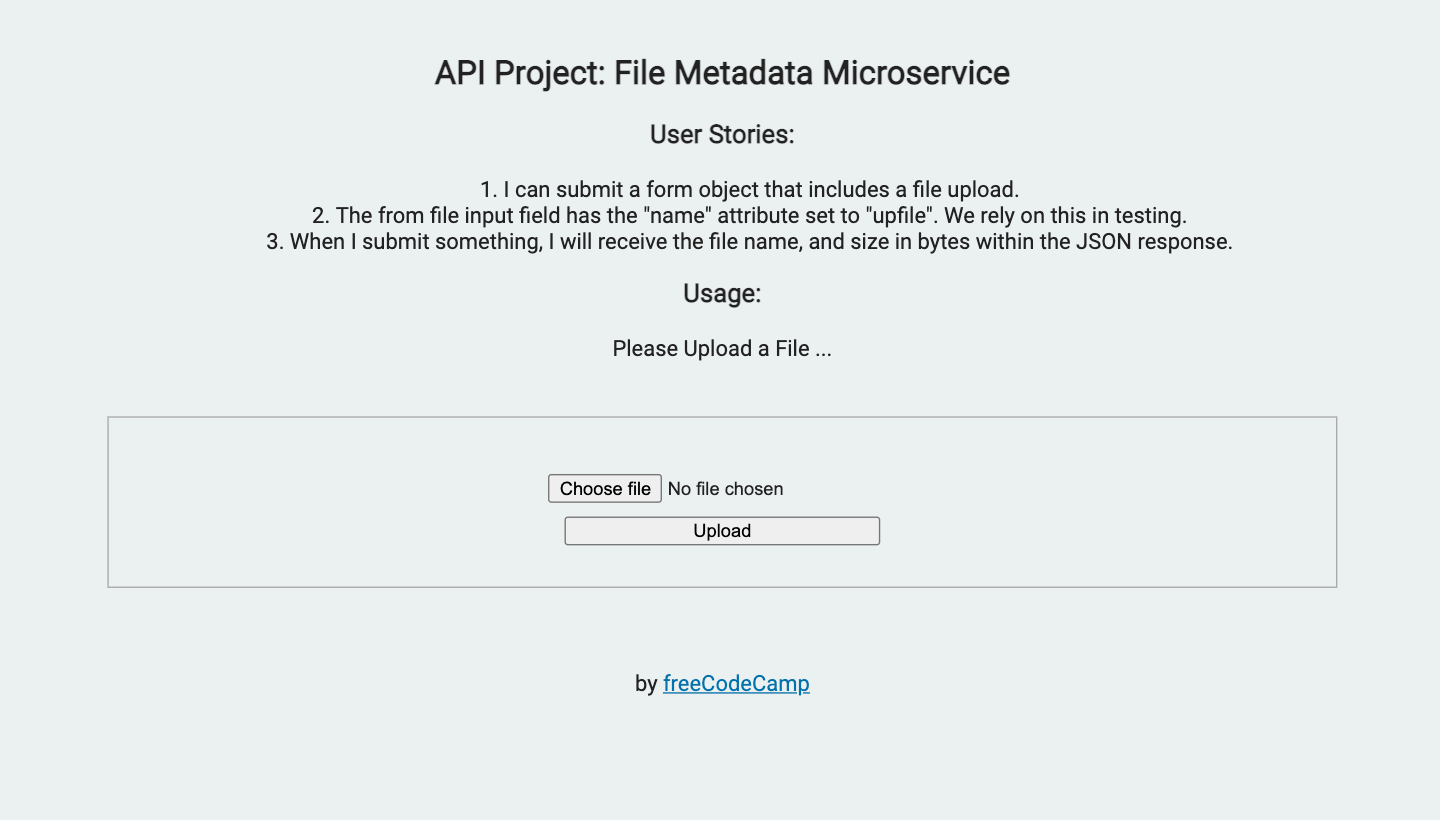 API Project: File Metadata Microservice
User Stories:
1. I can submit a form object that includes a file upload.
2. The from file input field has the "name" attribute set to "upfile". We rely on this in testing.
3. When I submit something, I will receive the file name, and size in bytes within the JSON response.
Usage:
Please Upload a File ...
Choose file No file chosen
Upload
by freeCodeCamp